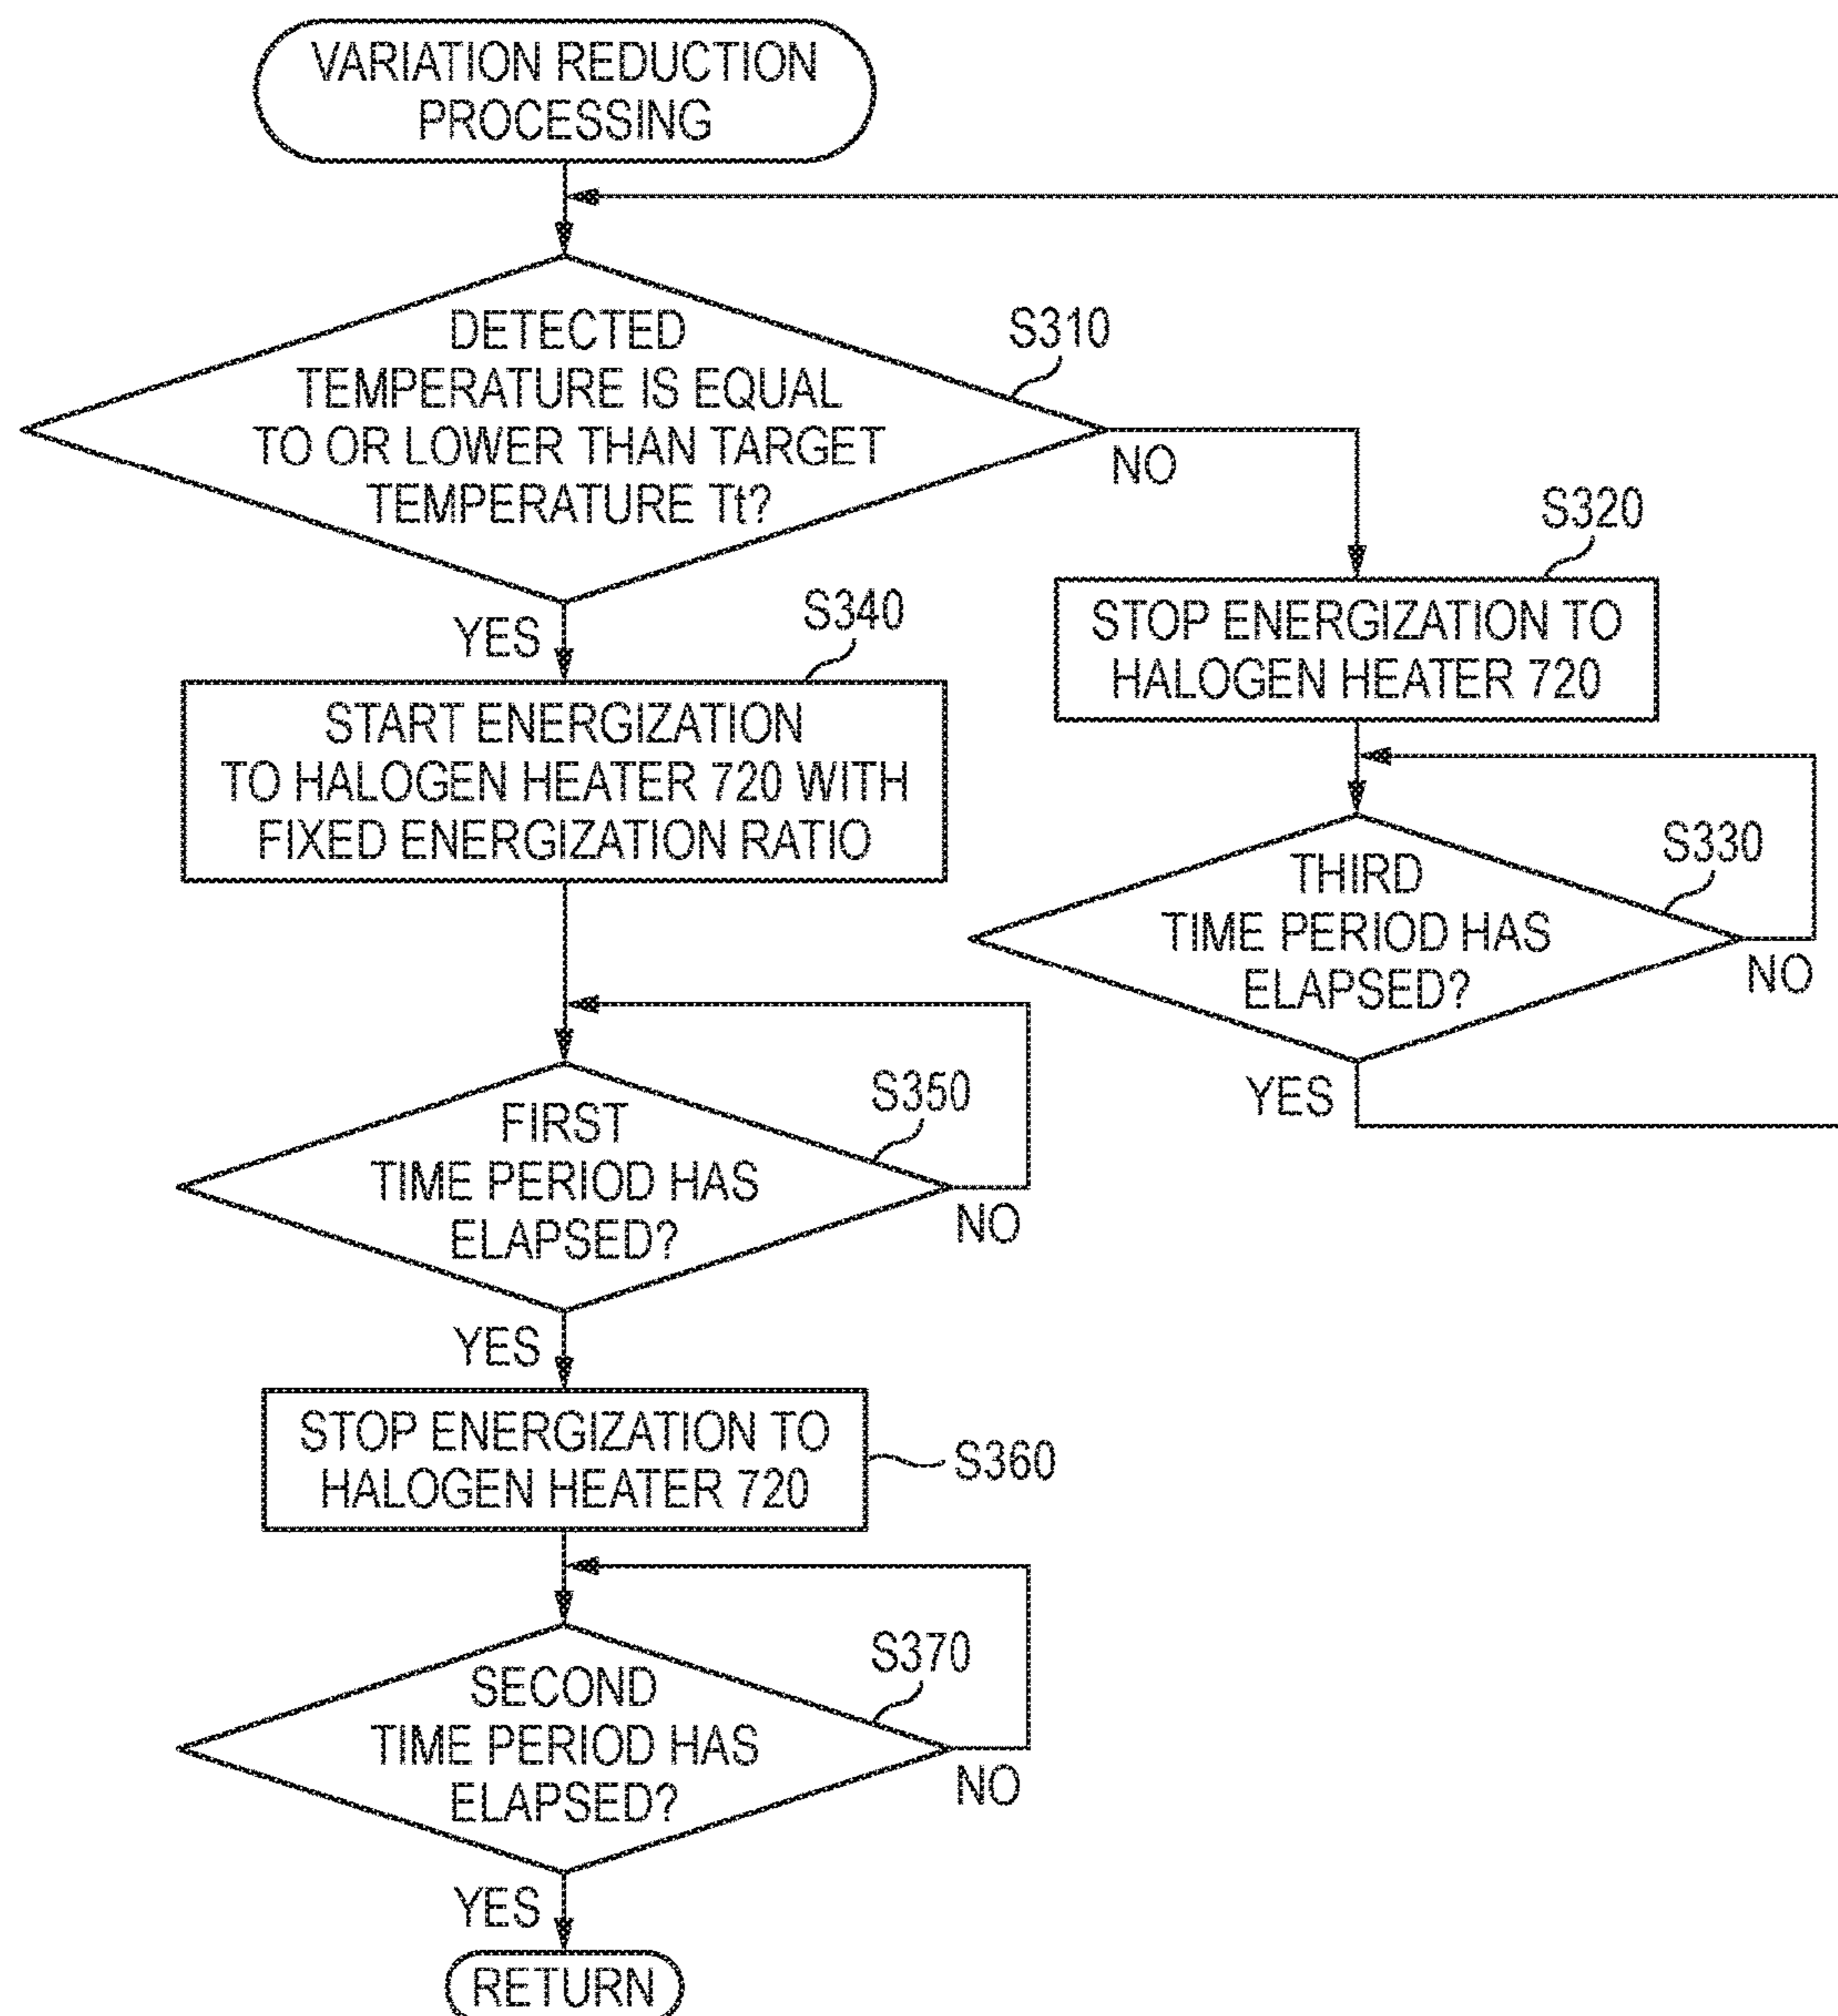 VARIATION REDUCTION
PROCESSING
DETECTED
TEMPERATURE IS EQUAL
TO OR LOWER THAN TARGET
TEMPERATURE Tt?
S310
NO
YES
S320
STOP ENERGIZATION TO
HALOGEN HEATER 720
S340
START ENERGIZATION
TO HALOGEN HEATER 720 WITH
FIXED ENERGIZATION RATIO
S330
THIRD
TIME PERIOD HAS
ELAPSED?
NO
YES
S350
FIRST
TIME PERIOD HAS
ELAPSED?
NO
YES
STOP ENERGIZATION TO
HALOGEN HEATER 720
S360
S370
SECOND
TIME PERIOD HAS
ELAPSED?
NO
YES
RETURN